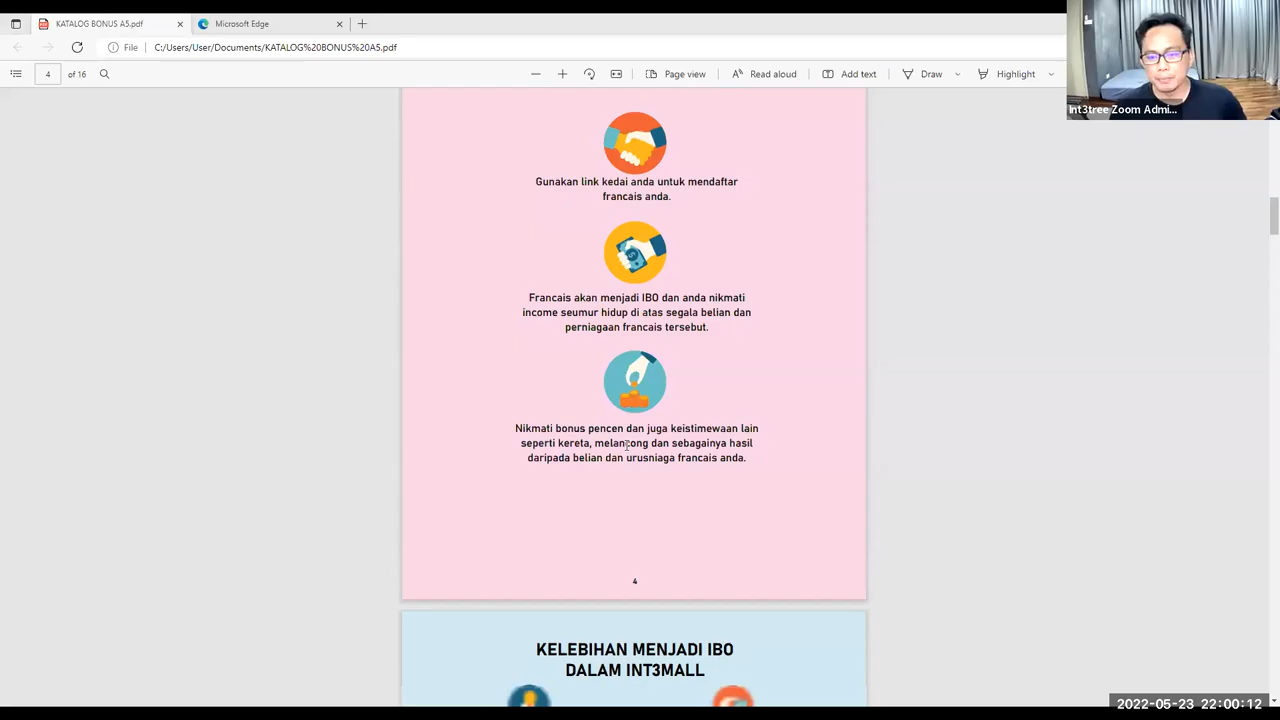 KATALOG BONUS A5.pdf
Microsoft Edge
File
C:/Users/User/Documents/KATALOG%20BONUS%20A5.pdf
4
of 16
Page view
Read aloud
Add text
Draw
Highlight
Int3tree Zoom Admi...
Gunakan link kedai anda untuk mendaftar
francais anda.
Francais akan menjadi IBO dan anda nikmati
income seumur hidup di atas segala belian dan
perniagaan francais tersebut.
Nikmati bonus pencen dan juga keistimewaan lain
seperti kereta, melancong dan sebagainya hasil
daripada belian dan urusniaga francais anda.
4
KELEBIHAN MENJADI IBO
DALAM INT3MALL
2022-05-23 22:00:12